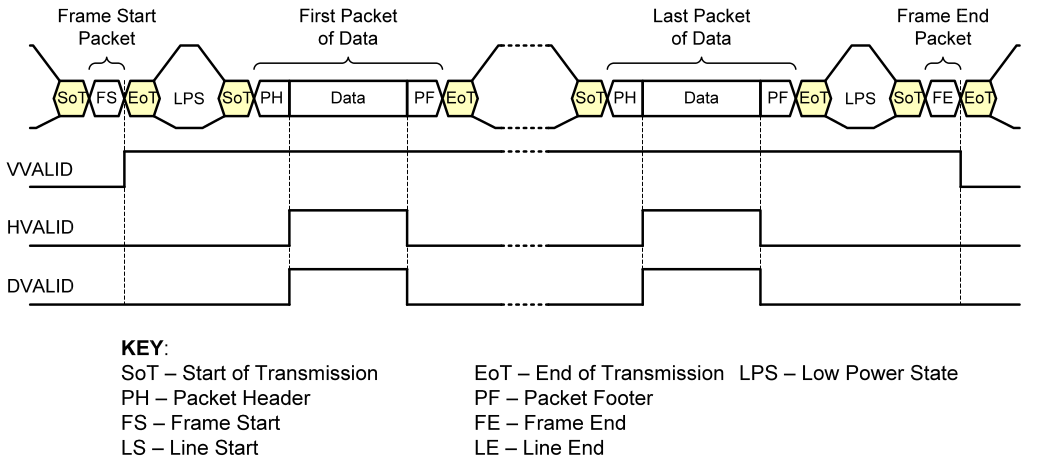 Frame Start
Packet
First Packet
of Data
Last Packet
of Data
Frame End
Packet
SoT FS EoT LPS SoT PH Data PF EoT SoT PH Data PF EoT LPS SoT FE EoT
VVALID
HVALID
DVALID
KEY:
SoT – Start of Transmission EoT – End of Transmission LPS – Low Power State
PH – Packet Header PF – Packet Footer
FS – Frame Start FE – Frame End
LS – Line Start LE – Line End